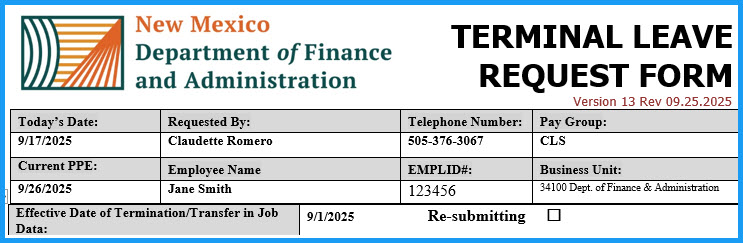 New Mexico
Department of Finance
and Administration
TERMINAL LEAVE
REQUEST FORM
Version 13 Rev 09.25.2025
Today's Date: Requested By: Telephone Number: Pay Group:
9/17/2025 Claudette Romero 505-376-3067 CLS
Current PPE: Employee Name EMPLID#: Business Unit:
9/26/2025 Jane Smith 123456 34100 Dept. of Finance & Administration
Effective Date of Termination/Transfer in Job 9/1/2025 Re-submitting ☐
Data: